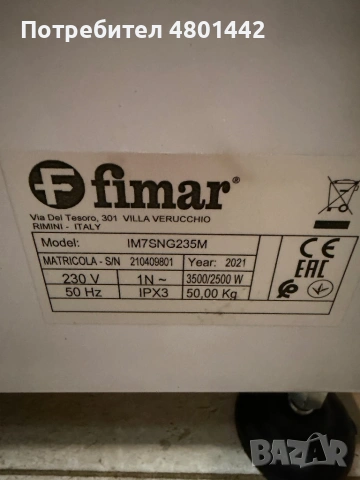 Потребител 4801442
fimar®
Via Del Tesoro, 301 VILLA VERUCCHIO
RIMINI - ITALY
Model: IM7SNG235M
MATRICOLA - S/N 210409801 Year: 2021
230 V 1N ~ 3500/2500 W
50 Hz IPX3 50,00 Kg
CE
EAC
BAZAR